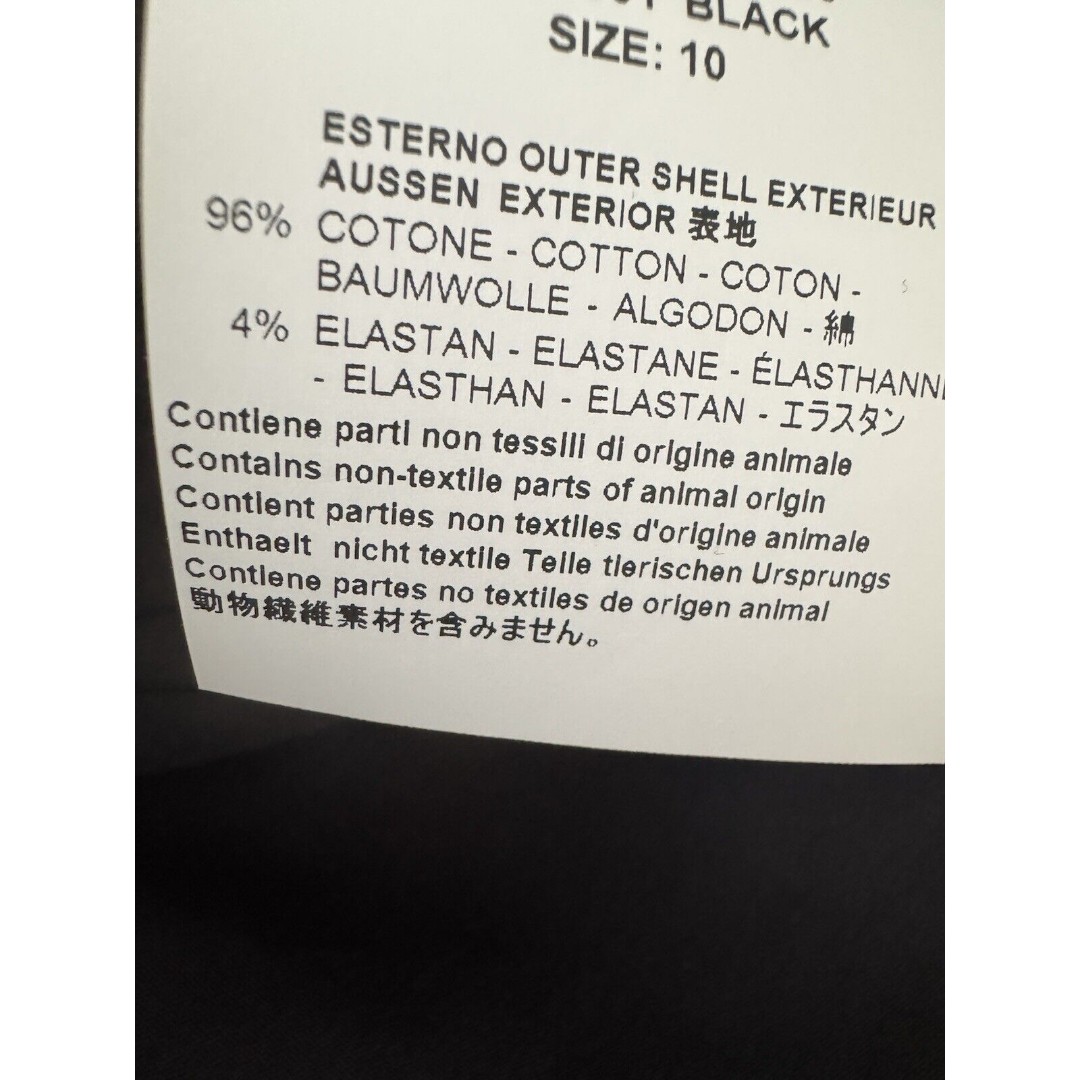 BLACK
SIZE: 10
ESTERNO OUTER SHELL EXTERIEUR
AUSSEN EXTERIOR 表地
96% COTONE - COTTON - COTON -
BAUMWOLLE - ALGODON - 綿
4% ELASTAN - ELASTANE - ÉLASTHANN
- ELASTHAN - ELASTAN - エラスタン
Contiene parti non tessili di origine animale
Contains non-textile parts of animal origin
Contient parties non textiles d'origine animale
Enthaelt nicht textile Teile tierischen Ursprungs
Contiene partes no textiles de origen animal
動物繊維素材を含みません。